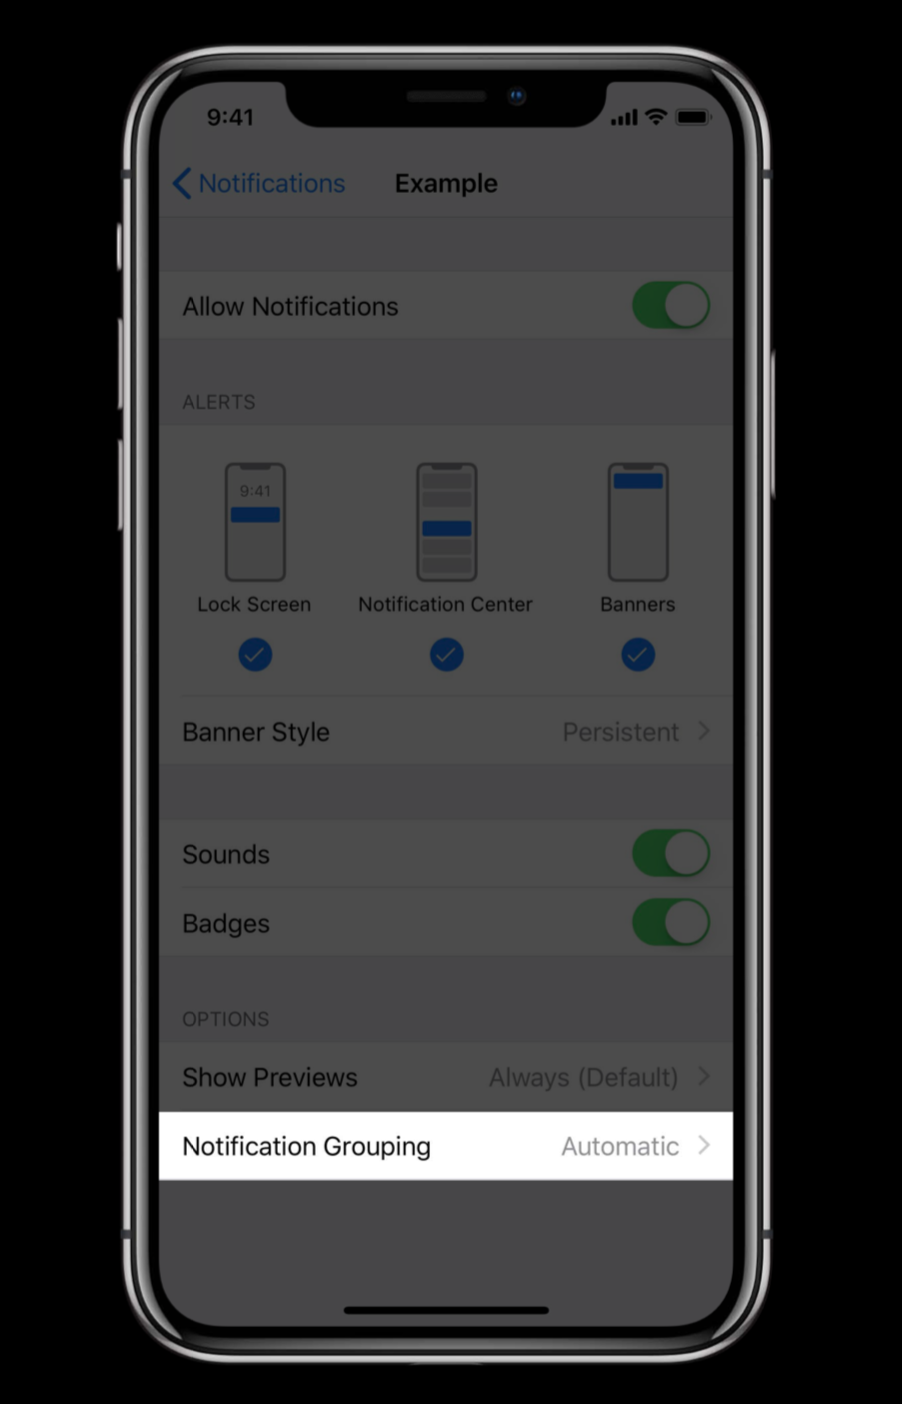 9:41
Notifications Example
Allow Notifications
ALERTS
9:41
Lock Screen Notification Center Banners
Banner Style Persistent
Sounds
Badges
OPTIONS
Show Previews Always (Default)
Notification Grouping Automatic